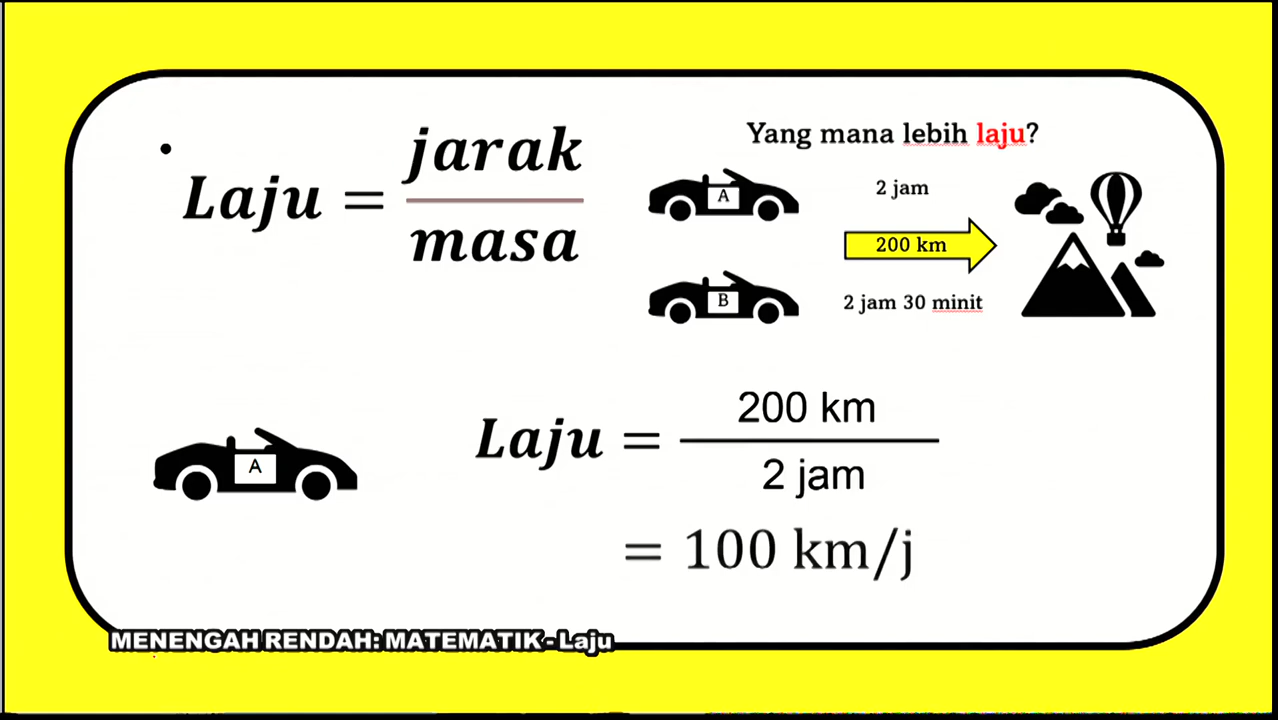 • Laju = jarak / masa
Yang mana lebih laju?
A
2 jam
200 km
B
2 jam 30 minit
A
Laju = 200 km / 2 jam
= 100 km/j
MENENGAH RENDAH: MATEMATIK - Laju